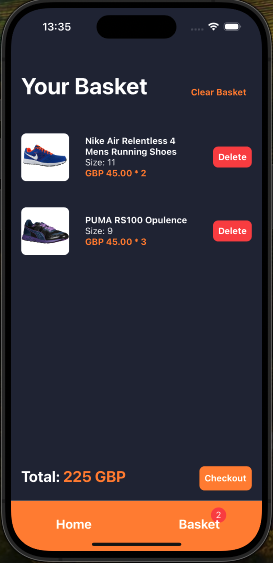 13:35
Your Basket
Clear Basket
Nike Air Relentless 4
Mens Running Shoes
Size: 11
GBP 45.00 * 2
Delete
PUMA RS100 Opulence
Size: 9
GBP 45.00 * 3
Delete
Total: 225 GBP
Checkout
Home
Basket
2